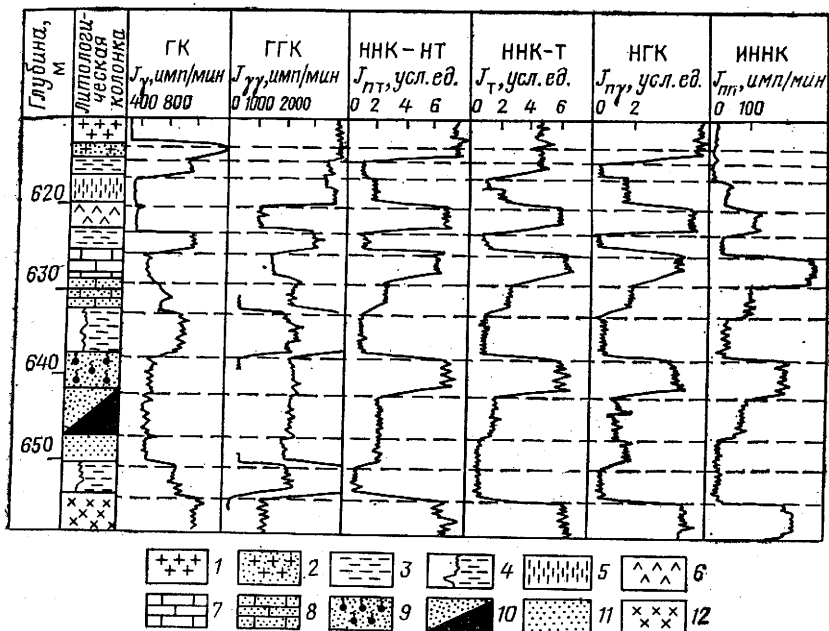 Глубина, м
Литологи-
ческая
колонка
ГК
Jγ, имп/мин
400 800
ГГК
Jγγ, имп/мин
0 1000 2000
ННК-НТ
Jпт, усл. ед.
0 2 6
ННК-Т
Jт, усл. ед.
0 2 4 6
НГК
Jпγ, усл. ед.
0 2
ИННК
Jпп, имп/мин
0 100
620
630
640
650
1
2
3
4
5
6
7
8
9
10
11
12